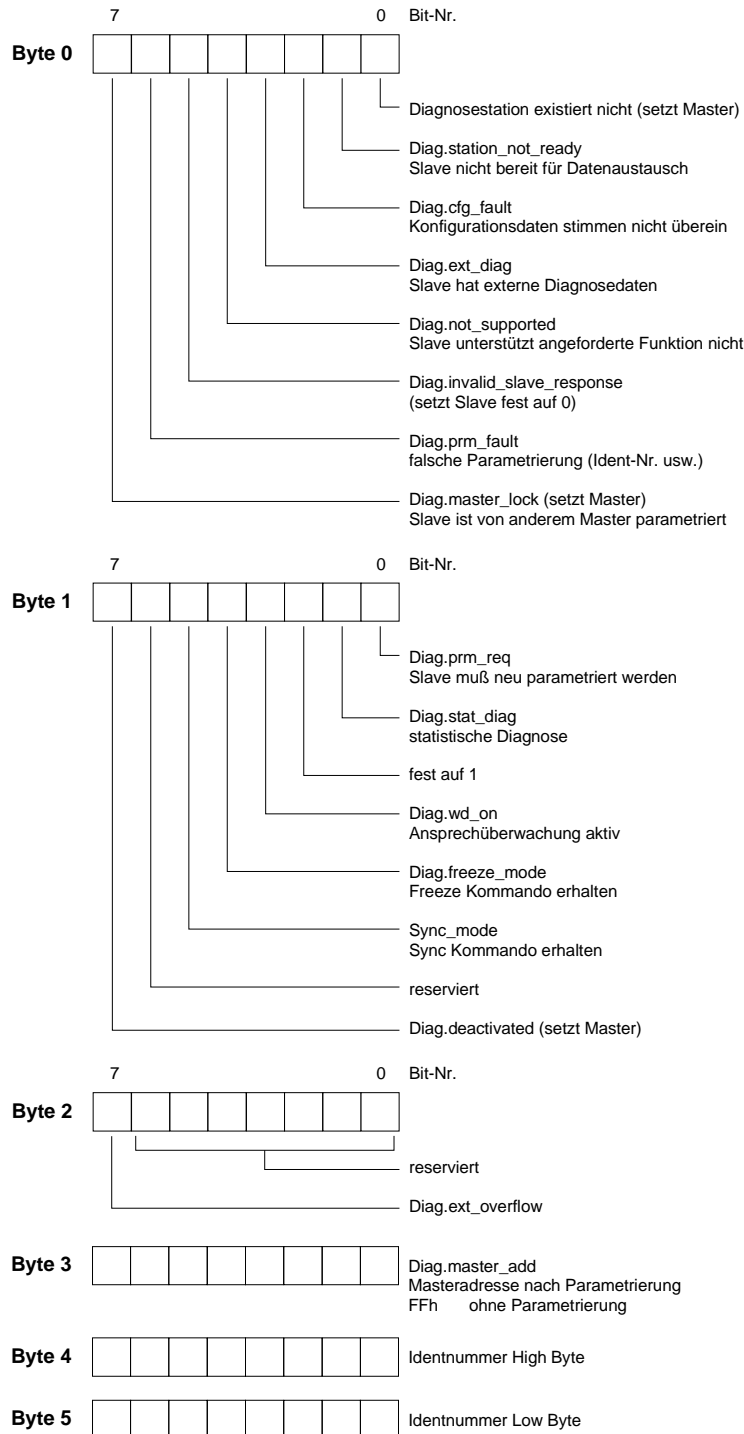 7 0 Bit-Nr.
Byte 0
Diagnosestation existiert nicht (setzt Master)
Diag.station_not_ready
Slave nicht bereit für Datenaustausch
Diag.cfg_fault
Konfigurationsdaten stimmen nicht überein
Diag.ext_diag
Slave hat externe Diagnosedaten
Diag.not_supported
Slave unterstützt angeforderte Funktion nicht
Diag.invalid_slave_response
(setzt Slave fest auf 0)
Diag.prm_fault
falsche Parametrierung (Ident-Nr. usw.)
Diag.master_lock (setzt Master)
Slave ist von anderem Master parametriert
7 0 Bit-Nr.
Byte 1
Diag.prm_req
Slave muß neu parametriert werden
Diag.stat_diag
statistische Diagnose
fest auf 1
Diag.wd_on
Ansprechüberwachung aktiv
Diag.freeze_mode
Freeze Kommando erhalten
Sync_mode
Sync Kommando erhalten
reserviert
Diag.deactivated (setzt Master)
7 0 Bit-Nr.
Byte 2
reserviert
Diag.ext_overflow
Byte 3
Diag.master_add
Masteradresse nach Parametrierung
FFh ohne Parametrierung
Byte 4
Identnummer High Byte
Byte 5
Identnummer Low Byte